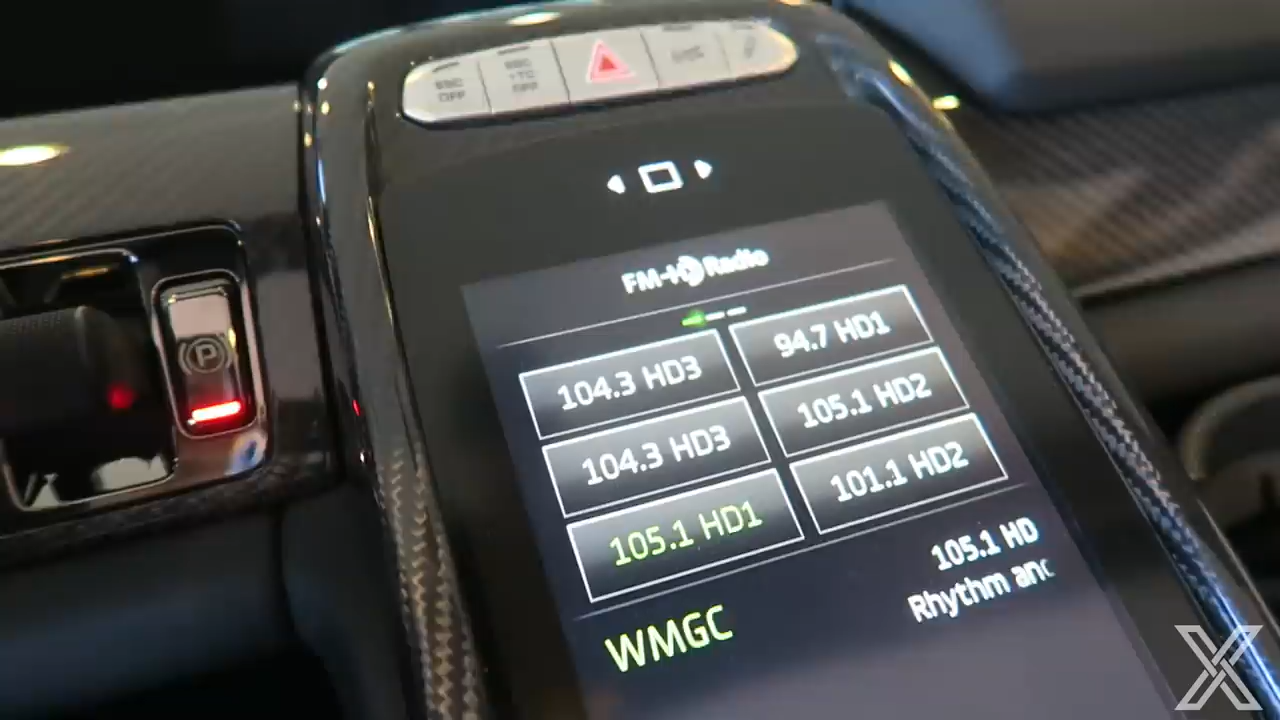 ESC OFF
ESC +TC OFF
FM-HD Radio
104.3 HD3
94.7 HD1
104.3 HD3
105.1 HD2
105.1 HD1
101.1 HD2
105.1 HD
WMGC
Rhythm and
P
X